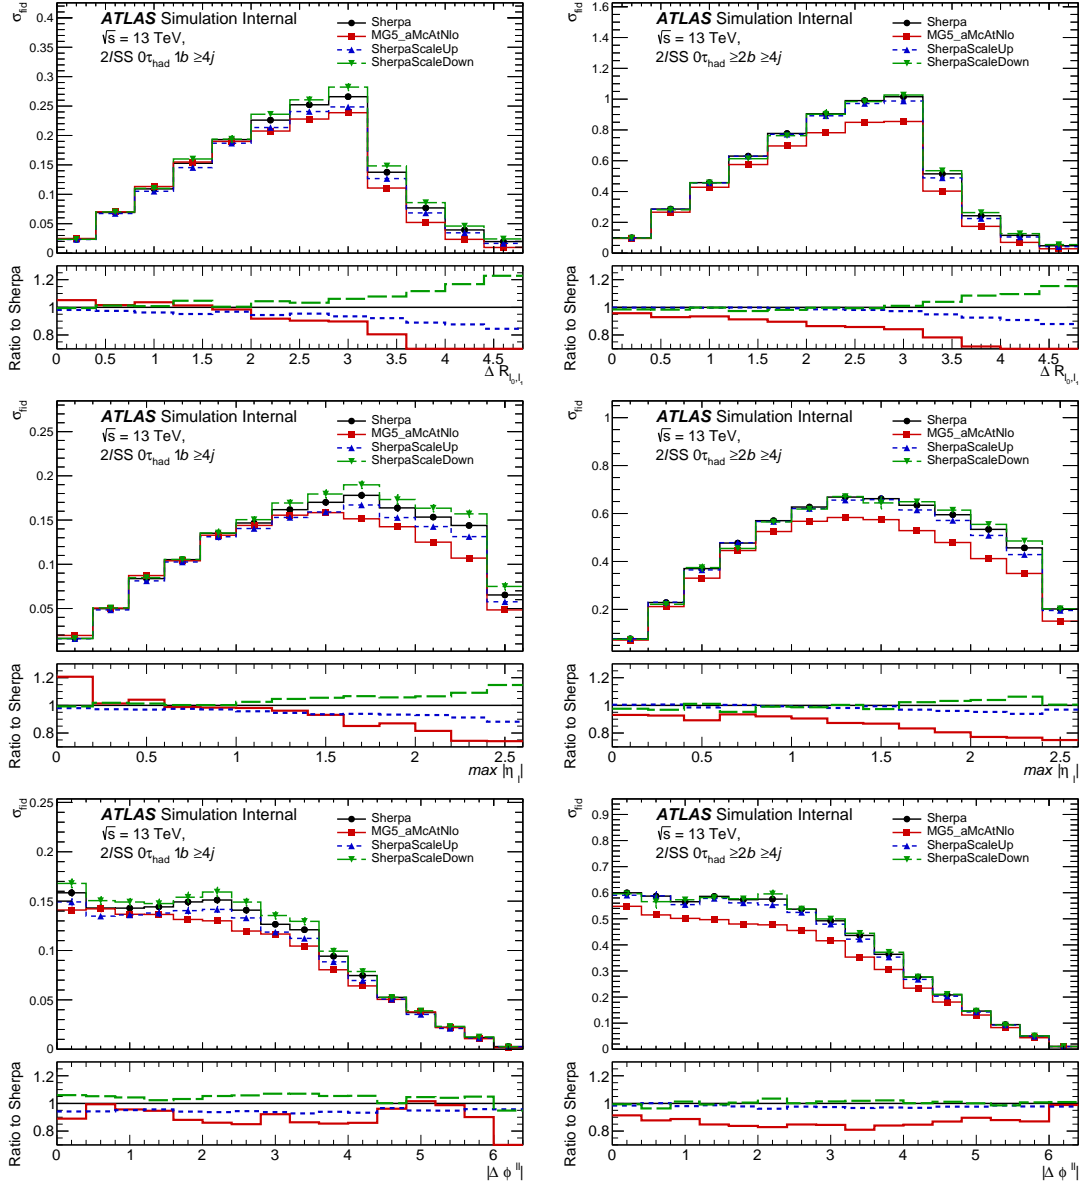 σfid
0.4
0.35
0.3
0.25
0.2
0.15
0.1
0.05
0
ATLAS Simulation Internal
√s = 13 TeV,
2lSS 0τhad 1b ≥4j
Sherpa
MG5_aMcAtNlo
SherpaScaleUp
SherpaScaleDown
Ratio to Sherpa
1.2
1
0.8
0 0.5 1 1.5 2 2.5 3 3.5 4 4.5
Δ Rl0,l1
σfid
1.6
1.4
1.2
1
0.8
0.6
0.4
0.2
0
ATLAS Simulation Internal
√s = 13 TeV,
2lSS 0τhad ≥2b ≥4j
Sherpa
MG5_aMcAtNlo
SherpaScaleUp
SherpaScaleDown
Ratio to Sherpa
1.2
1
0.8
0 0.5 1 1.5 2 2.5 3 3.5 4 4.5
Δ Rl0,l1
σfid
0.25
0.2
0.15
0.1
0.05
ATLAS Simulation Internal
√s = 13 TeV,
2lSS 0τhad 1b ≥4j
Sherpa
MG5_aMcAtNlo
SherpaScaleUp
SherpaScaleDown
Ratio to Sherpa
1.2
1
0.8
0 0.5 1 1.5 2 2.5
max |ηl|
σfid
1
0.8
0.6
0.4
0.2
ATLAS Simulation Internal
√s = 13 TeV,
2lSS 0τhad ≥2b ≥4j
Sherpa
MG5_aMcAtNlo
SherpaScaleUp
SherpaScaleDown
Ratio to Sherpa
1.2
1
0.8
0 0.5 1 1.5 2 2.5
max |ηl|
σfid
0.25
0.2
0.15
0.1
0.05
0
ATLAS Simulation Internal
√s = 13 TeV,
2lSS 0τhad 1b ≥4j
Sherpa
MG5_aMcAtNlo
SherpaScaleUp
SherpaScaleDown
Ratio to Sherpa
1.2
1
0.8
0 1 2 3 4 5 6
|Δ φll|
σfid
0.9
0.8
0.7
0.6
0.5
0.4
0.3
0.2
0.1
0
ATLAS Simulation Internal
√s = 13 TeV,
2lSS 0τhad ≥2b ≥4j
Sherpa
MG5_aMcAtNlo
SherpaScaleUp
SherpaScaleDown
Ratio to Sherpa
1.2
1
0.8
0 1 2 3 4 5 6
|Δ φll|